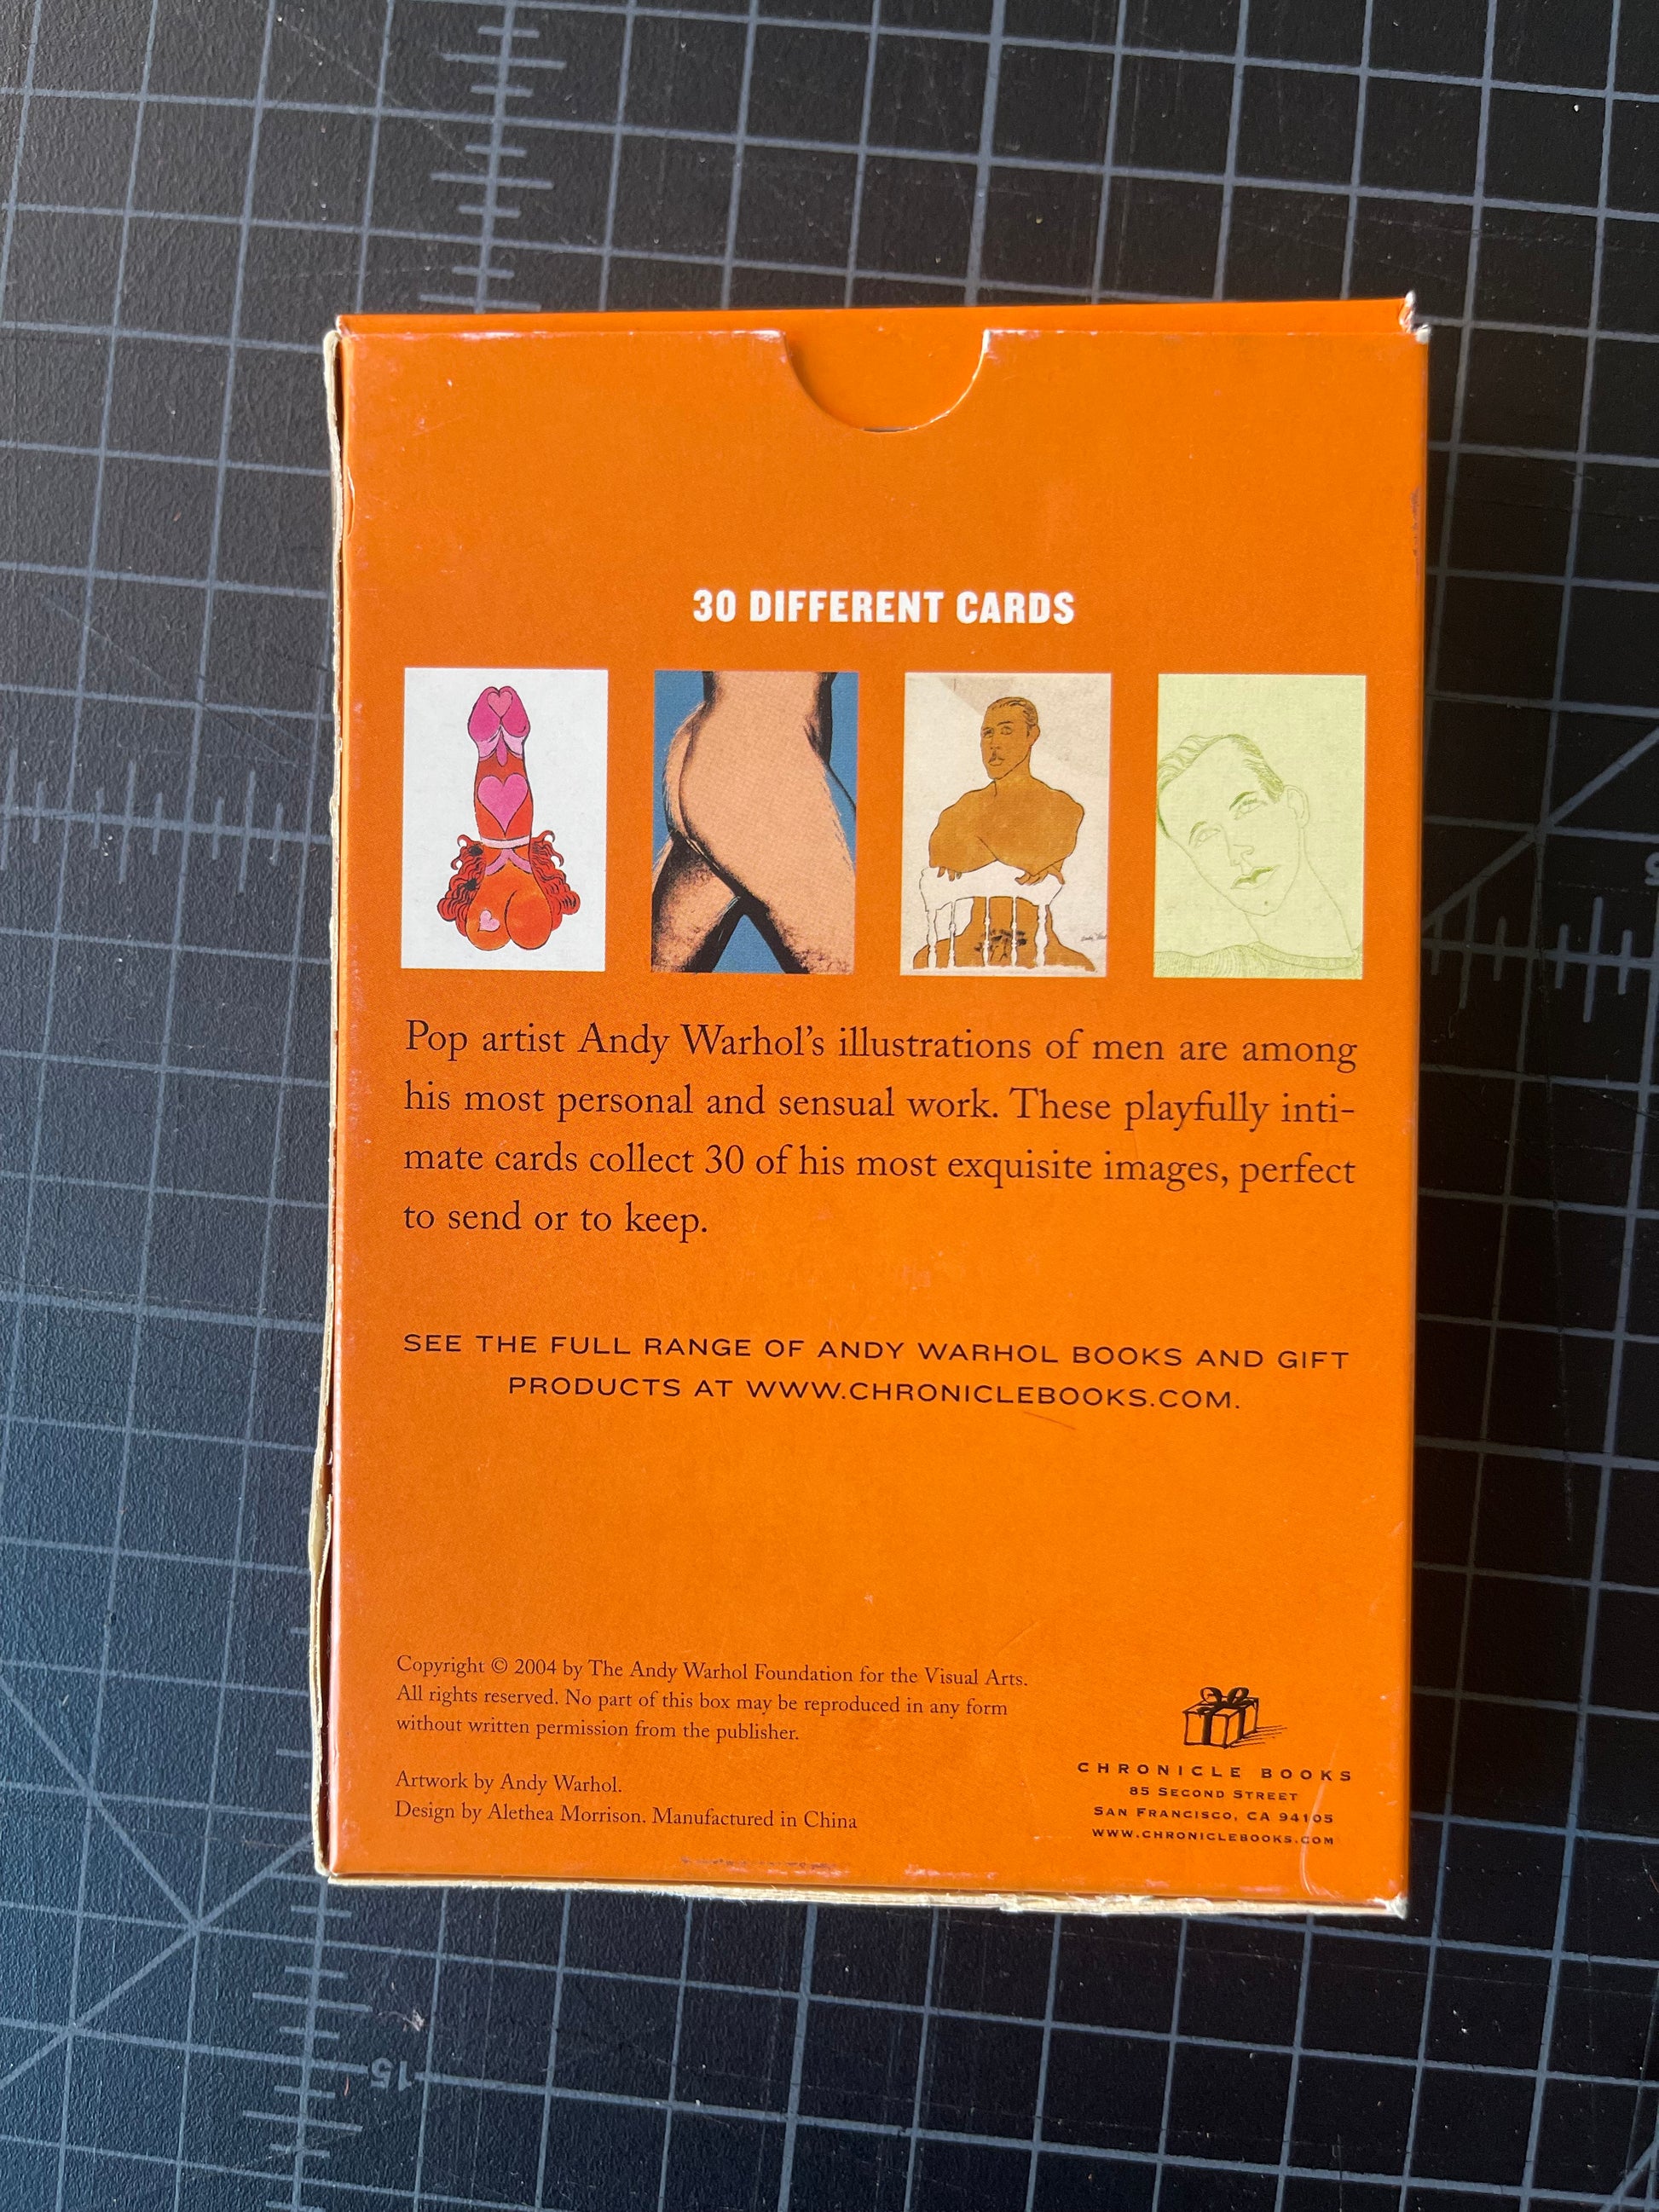 30 DIFFERENT CARDS
Pop artist Andy Warhol's illustrations of men are among
his most personal and sensual work. These playfully inti-
mate cards collect 30 of his most exquisite images, perfect
to send or to keep.
SEE THE FULL RANGE OF ANDY WARHOL BOOKS AND GIFT
PRODUCTS AT WWW.CHRONICLEBOOKS.COM.
Copyright © 2004 by The Andy Warhol Foundation for the Visual Arts.
All rights reserved. No part of this box may be reproduced in any form
without written permission from the publisher.
Artwork by Andy Warhol.
Design by Alethea Morrison. Manufactured in China
CHRONICLE BOOKS
85 SECOND STREET
SAN FRANCISCO, CA 94105
WWW.CHRONICLEBOOKS.COM
15